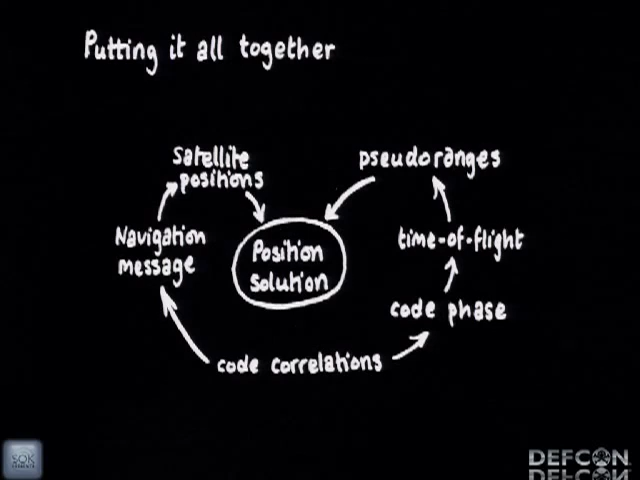 Putting it all together
Satellite
positions
pseudoranges
Navigation
message
Position
solution
time-of-flight
code phase
code correlations
SOK
DEFCON